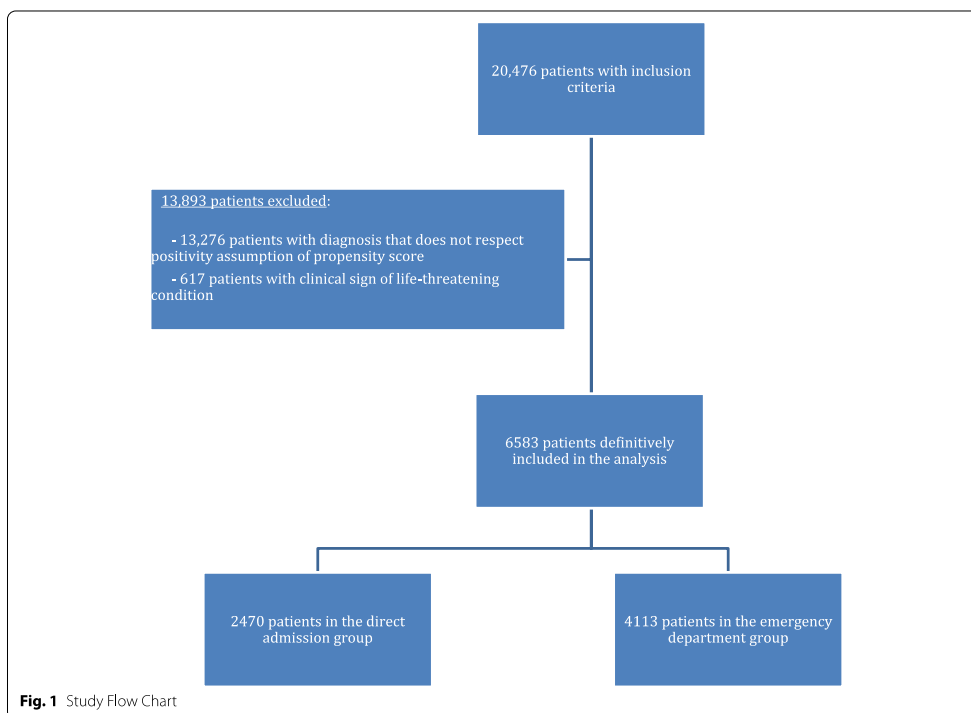 20,476 patients with inclusion
criteria
13,893 patients excluded:
- 13,276 patients with diagnosis that does not respect
positivity assumption of propensity score
- 617 patients with clinical sign of life-threatening
condition
6583 patients definitively
included in the analysis
2470 patients in the direct
admission group
4113 patients in the emergency
department group
Fig. 1 Study Flow Chart